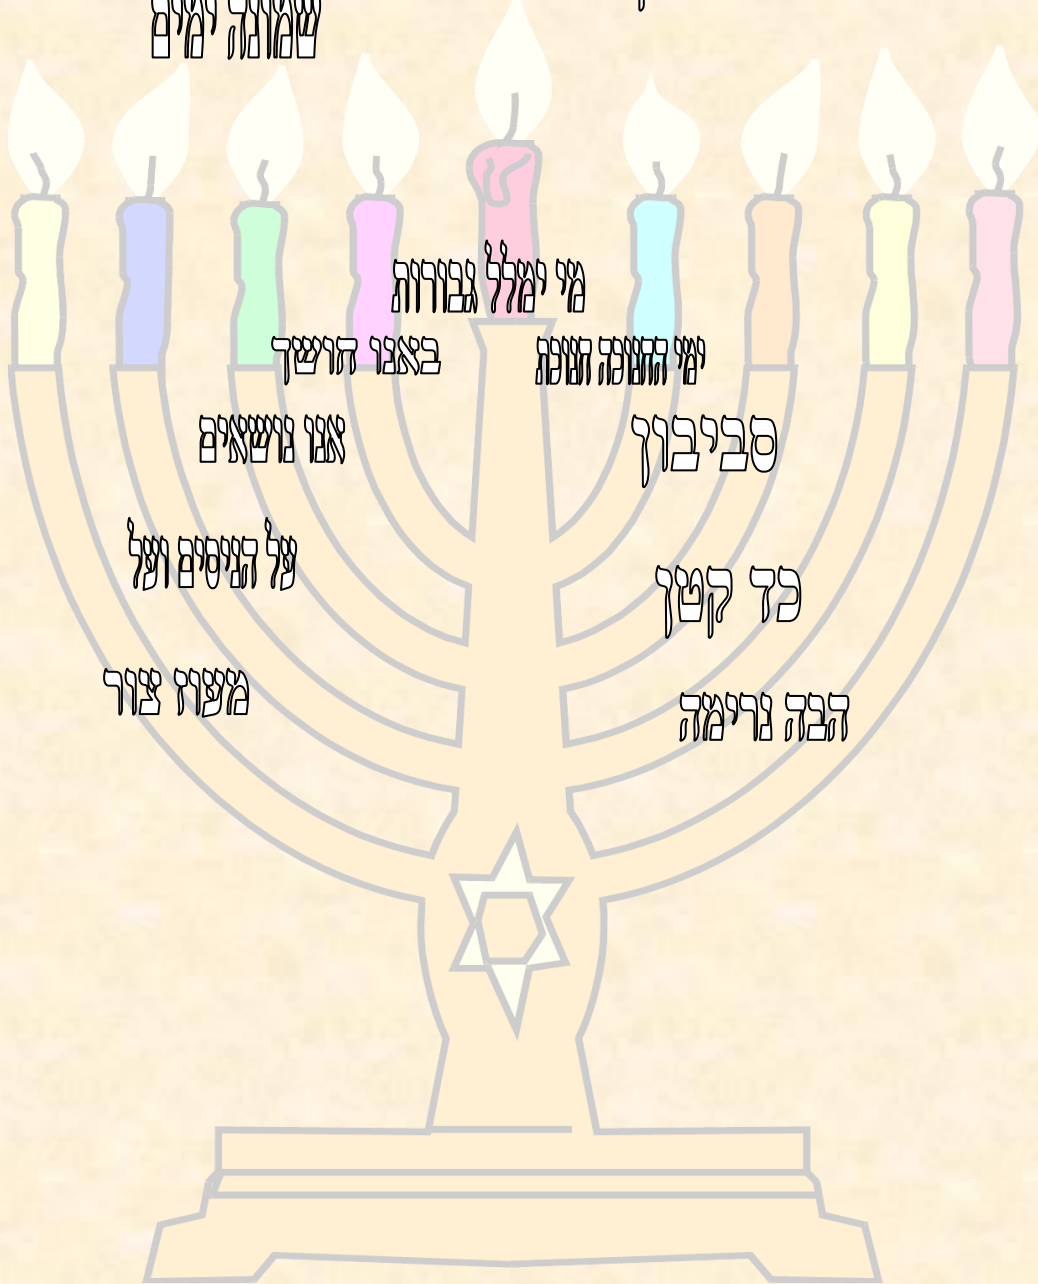 שמונה ימים
מי ימלל גבורות
ימי החנוכה חנוכת
באנו חושך
סביבון
אנו נושאים
על הניסים ועל
כד קטן
מעוז צור
הבה נרימה